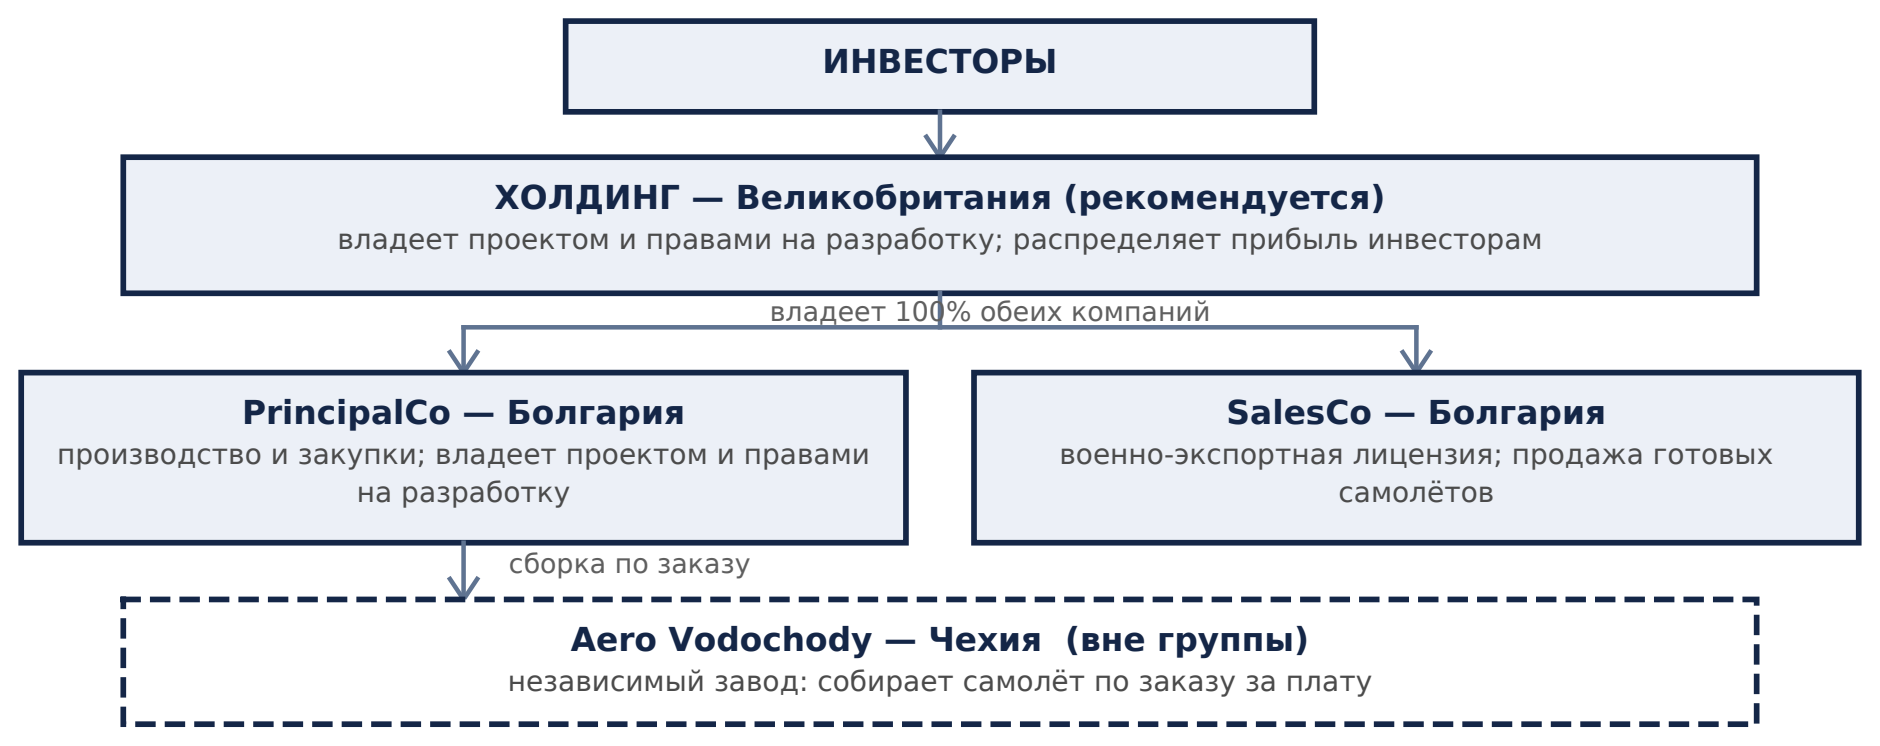 ИНВЕСТОРЫ
ХОЛДИНГ — Великобритания (рекомендуется)
владеет проектом и правами на разработку; распределяет прибыль инвесторам
владеет 100% обеих компаний
PrincipalCo — Болгария
производство и закупки; владеет проектом и правами
на разработку
SalesCo — Болгария
военно-экспортная лицензия; продажа готовых
самолётов
сборка по заказу
Aero Vodochody — Чехия (вне группы)
независимый завод: собирает самолёт по заказу за плату